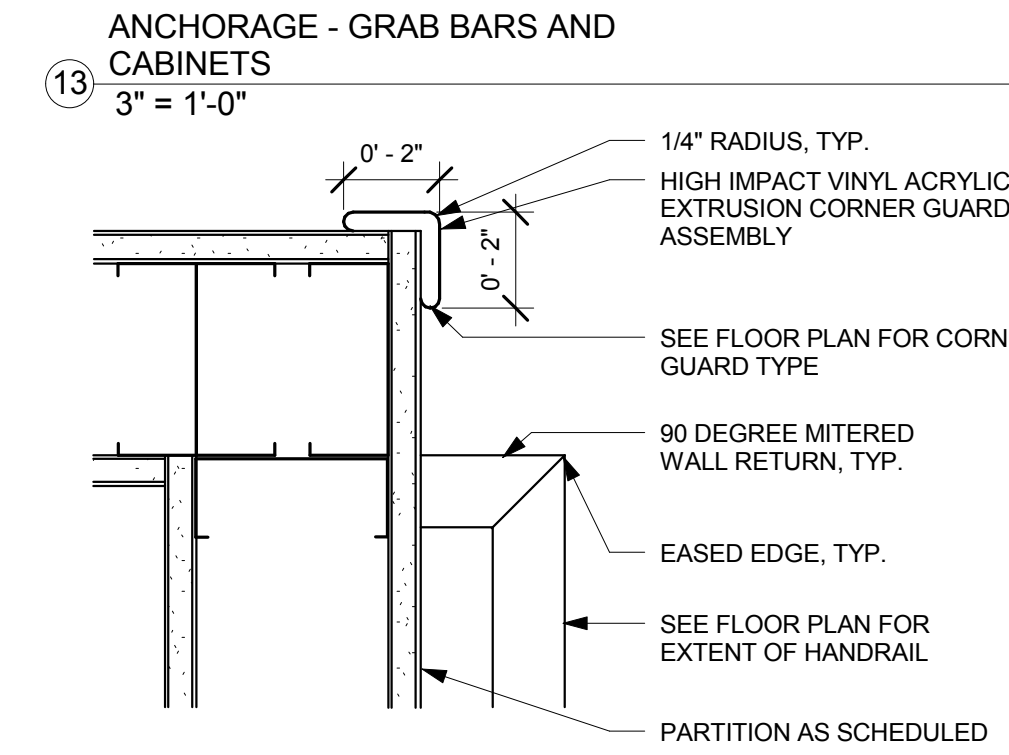 ANCHORAGE - GRAB BARS AND
CABINETS
13
3" = 1'-0"
0' - 2"
0' - 2"
1/4" RADIUS, TYP.
HIGH IMPACT VINYL ACRYLIC
EXTRUSION CORNER GUARD
ASSEMBLY
SEE FLOOR PLAN FOR CORN
GUARD TYPE
90 DEGREE MITERED
WALL RETURN, TYP.
EASED EDGE, TYP.
SEE FLOOR PLAN FOR
EXTENT OF HANDRAIL
PARTITION AS SCHEDULED